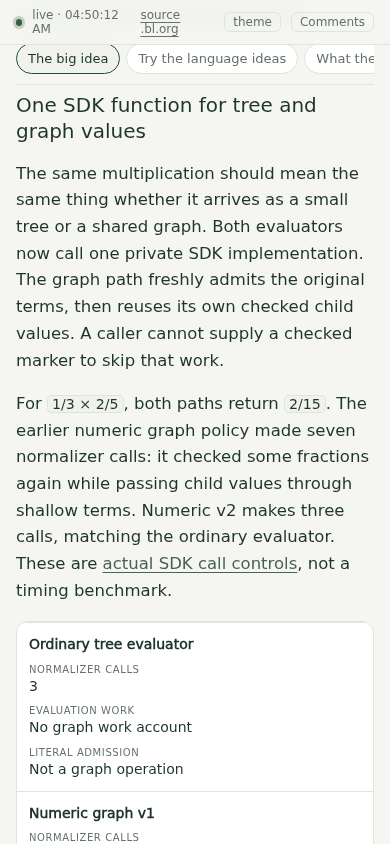 live · 04:50:12 AM
source.bl.org
theme
Comments
The big idea
Try the language ideas
What the
One SDK function for tree and
graph values
The same multiplication should mean the
same thing whether it arrives as a small
tree or a shared graph. Both evaluators
now call one private SDK implementation.
The graph path freshly admits the original
terms, then reuses its own checked child
values. A caller cannot supply a checked
marker to skip that work.
For 1/3 × 2/5, both paths return 2/15. The
earlier numeric graph policy made seven
normalizer calls: it checked some fractions
again while passing child values through
shallow terms. Numeric v2 makes three
calls, matching the ordinary evaluator.
These are actual SDK call controls, not a
timing benchmark.
Ordinary tree evaluator
NORMALIZER CALLS
3
EVALUATION WORK
No graph work account
LITERAL ADMISSION
Not a graph operation
Numeric graph v1
NORMALIZER CALLS